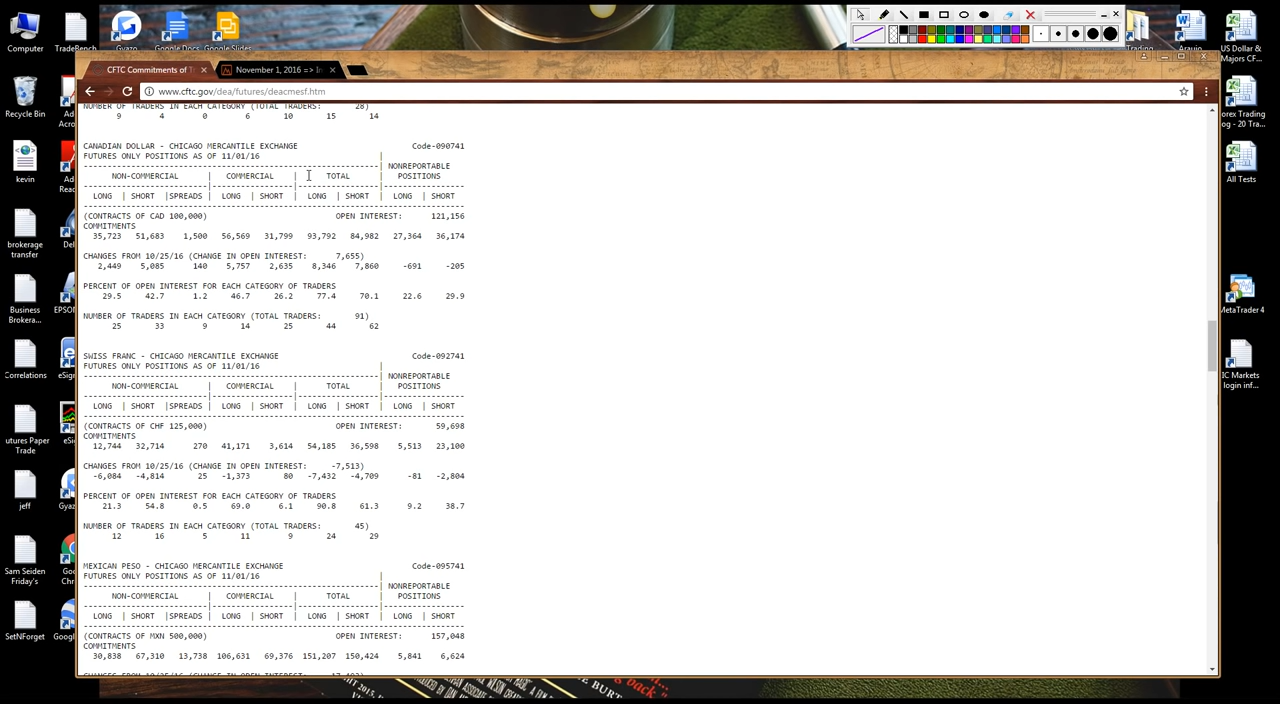 Computer
TradeBench
Gyazo
Google Docs
Google Slides
Trading
Araujo
US Dollar &
Majors CF...
CFTC Commitments of T
November 1, 2016 => In
www.cftc.gov/dea/futures/deacmesf.htm
Recycle Bin
Ad
Acro
kevin
Ad
Re
brokerage
transfer
Del
Business
Brokera...
EPSO
Correlations
eSig
utures Paper
Trade
eSi
jeff
Gya
Sam Seiden
Friday's
Go
Chr
SetNForget
Goog
orex Trading
og - 20 Tra...
All Tests
MetaTrader 4
IC Markets
login inf...
NUMBER OF TRADERS IN EACH CATEGORY (TOTAL TRADERS: 28)
9 4 0 6 10 15 14
CANADIAN DOLLAR - CHICAGO MERCANTILE EXCHANGE Code-090741
FUTURES ONLY POSITIONS AS OF 11/01/16 |
--------------------------------------------------------------| NONREPORTABLE
NON-COMMERCIAL | COMMERCIAL | TOTAL | POSITIONS
LONG | SHORT |SPREADS | LONG | SHORT | LONG | SHORT | LONG | SHORT
(CONTRACTS OF CAD 100,000) OPEN INTEREST: 121,156
COMMITMENTS
35,723 51,683 1,500 56,569 31,799 93,792 84,982 27,364 36,174
CHANGES FROM 10/25/16 (CHANGE IN OPEN INTEREST: 7,655)
2,449 5,085 140 5,757 2,635 8,346 7,860 -691 -205
PERCENT OF OPEN INTEREST FOR EACH CATEGORY OF TRADERS
29.5 42.7 1.2 46.7 26.2 77.4 70.1 22.6 29.9
NUMBER OF TRADERS IN EACH CATEGORY (TOTAL TRADERS: 91)
25 33 9 14 25 44 62
SWISS FRANC - CHICAGO MERCANTILE EXCHANGE Code-092741
FUTURES ONLY POSITIONS AS OF 11/01/16 |
--------------------------------------------------------------| NONREPORTABLE
NON-COMMERCIAL | COMMERCIAL | TOTAL | POSITIONS
LONG | SHORT |SPREADS | LONG | SHORT | LONG | SHORT | LONG | SHORT
(CONTRACTS OF CHF 125,000) OPEN INTEREST: 59,698
COMMITMENTS
12,744 32,714 270 41,171 3,614 54,185 36,598 5,513 23,100
CHANGES FROM 10/25/16 (CHANGE IN OPEN INTEREST: -7,513)
-6,084 -4,814 25 -1,373 80 -7,432 -4,709 -81 -2,804
PERCENT OF OPEN INTEREST FOR EACH CATEGORY OF TRADERS
21.3 54.8 0.5 69.0 6.1 90.8 61.3 9.2 38.7
NUMBER OF TRADERS IN EACH CATEGORY (TOTAL TRADERS: 45)
12 16 5 11 9 24 29
MEXICAN PESO - CHICAGO MERCANTILE EXCHANGE Code-095741
FUTURES ONLY POSITIONS AS OF 11/01/16 |
--------------------------------------------------------------| NONREPORTABLE
NON-COMMERCIAL | COMMERCIAL | TOTAL | POSITIONS
LONG | SHORT |SPREADS | LONG | SHORT | LONG | SHORT | LONG | SHORT
(CONTRACTS OF MXN 500,000) OPEN INTEREST: 157,048
COMMITMENTS
30,838 67,310 13,738 106,631 69,376 151,207 150,424 5,841 6,624